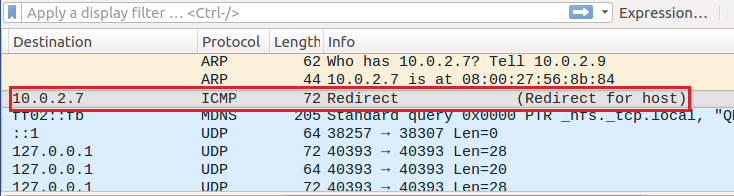 Apply a display filter … <Ctrl-/> Expression…
Destination Protocol Length Info
ARP 62 Who has 10.0.2.7? Tell 10.0.2.9
ARP 44 10.0.2.7 is at 08:00:27:56:8b:84
10.0.2.7 ICMP 72 Redirect (Redirect for host)
ff02::fb MDNS 205 Standard query 0x0000 PTR _nfs._tcp.local, "Q
::1 UDP 64 38257 → 38307 Len=0
127.0.0.1 UDP 72 40393 → 40393 Len=28
127.0.0.1 UDP 64 40393 → 40393 Len=20
127.0.0.1 UDP 72 40393 → 40393 Len=28